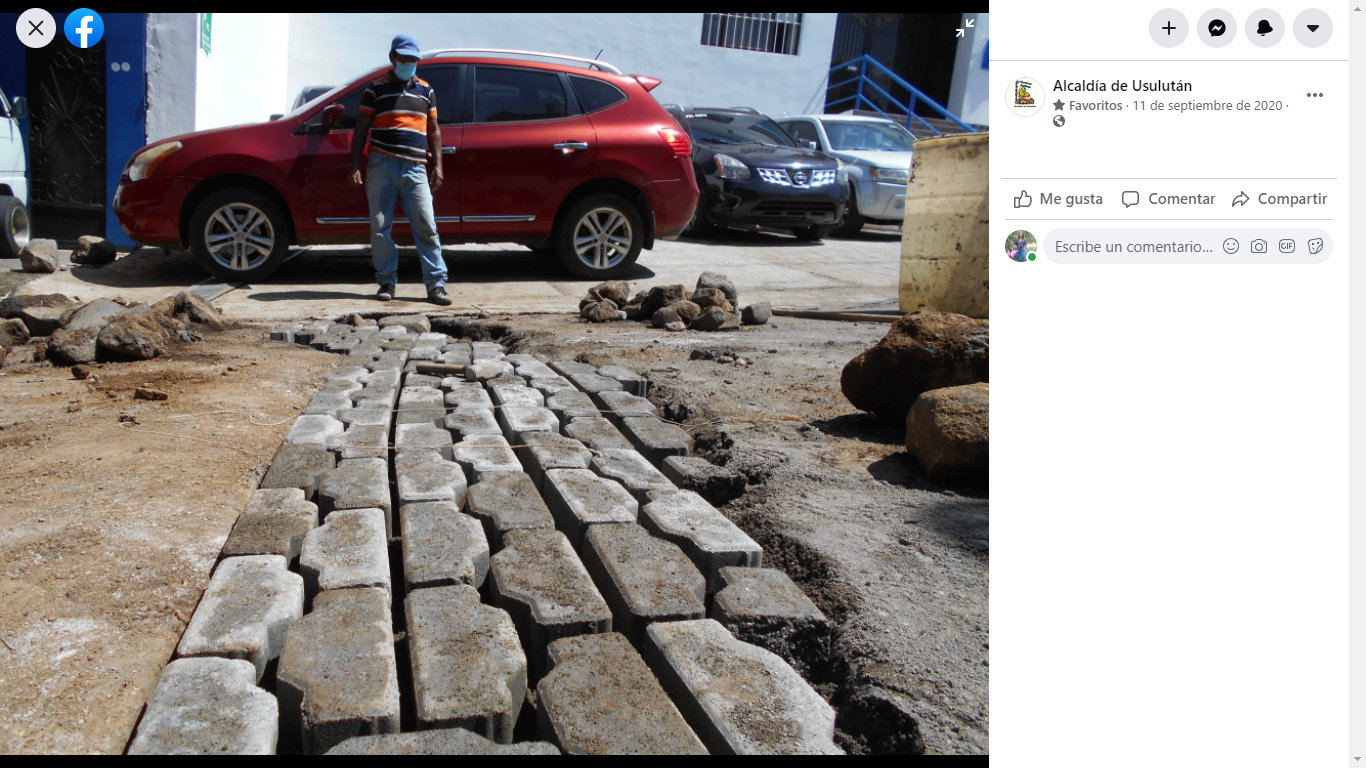 Alcaldía de Usulután
Favoritos · 11 de septiembre de 2020 ·
Me gusta
Comentar
Compartir
Escribe un comentario...
GIF